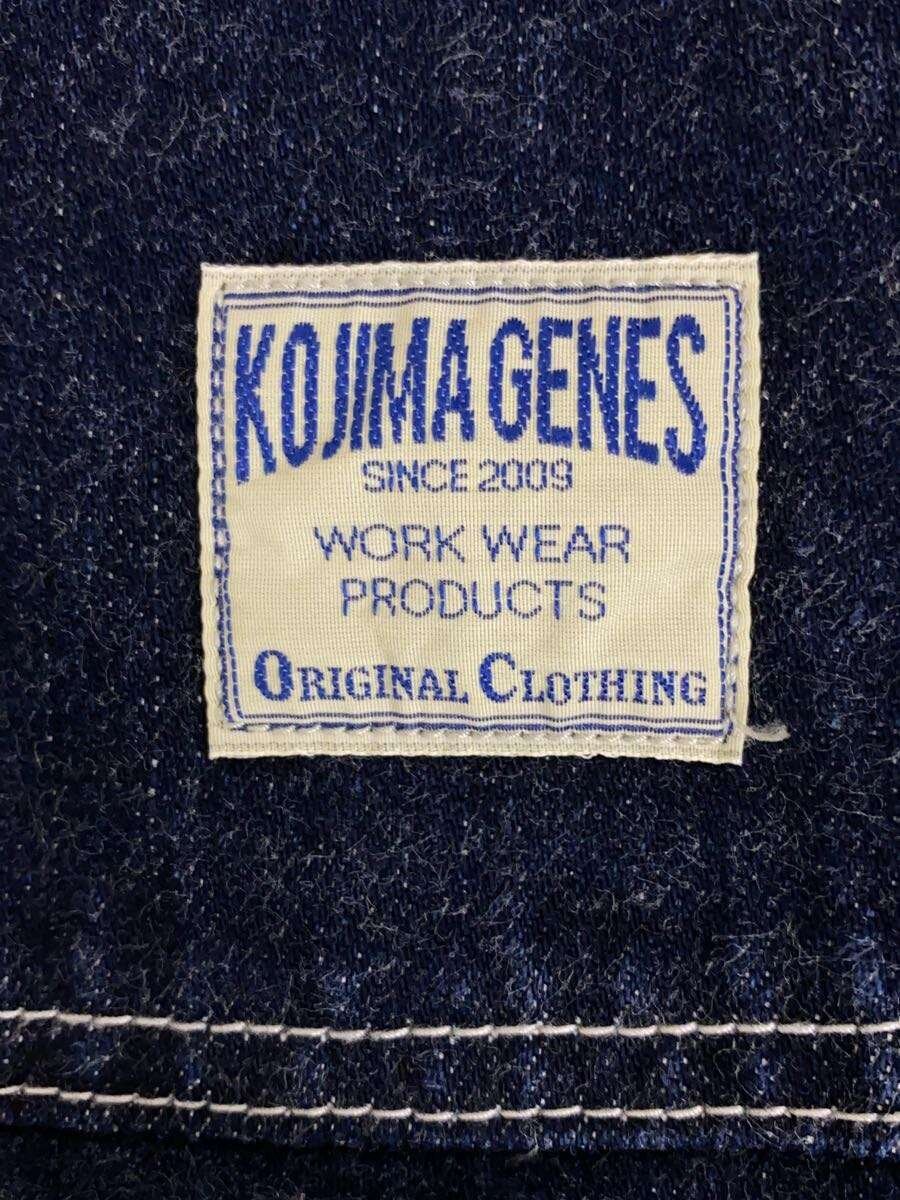 KOJIMA GENES
SINCE 2009
WORK WEAR
PRODUCTS
ORIGINAL CLOTHING